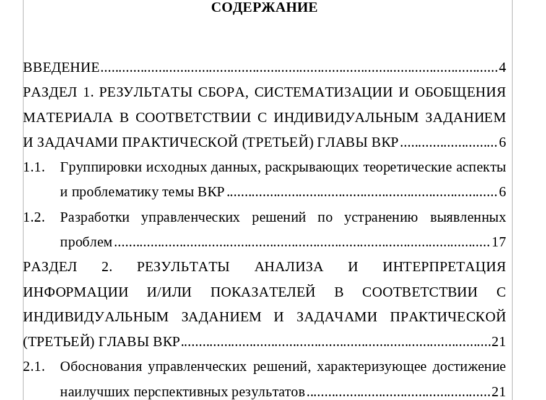 СОДЕРЖАНИЕ
ВВЕДЕНИЕ....................................................................................................4
РАЗДЕЛ 1. РЕЗУЛЬТАТЫ СБОРА, СИСТЕМАТИЗАЦИИ И ОБОБЩЕНИЯ
МАТЕРИАЛА В СООТВЕТСТВИИ С ИНДИВИДУАЛЬНЫМ ЗАДАНИЕМ
И ЗАДАЧАМИ ПРАКТИЧЕСКОЙ (ТРЕТЬЕЙ) ГЛАВЫ ВКР..........................6
1.1. Группировки исходных данных, раскрывающих теоретические аспекты
и проблематику темы ВКР..........................................................................6
1.2. Разработки управленческих решений по устранению выявленных
проблем......................................................................................................17
РАЗДЕЛ 2. РЕЗУЛЬТАТЫ АНАЛИЗА И ИНТЕРПРЕТАЦИЯ
ИНФОРМАЦИИ И/ИЛИ ПОКАЗАТЕЛЕЙ В СООТВЕТСТВИИ С
ИНДИВИДУАЛЬНЫМ ЗАДАНИЕМ И ЗАДАЧАМИ ПРАКТИЧЕСКОЙ
(ТРЕТЬЕЙ) ГЛАВЫ ВКР....................................................................................21
2.1. Обоснования управленческих решений, характеризующее достижение
наилучших перспективных результатов..................................................21